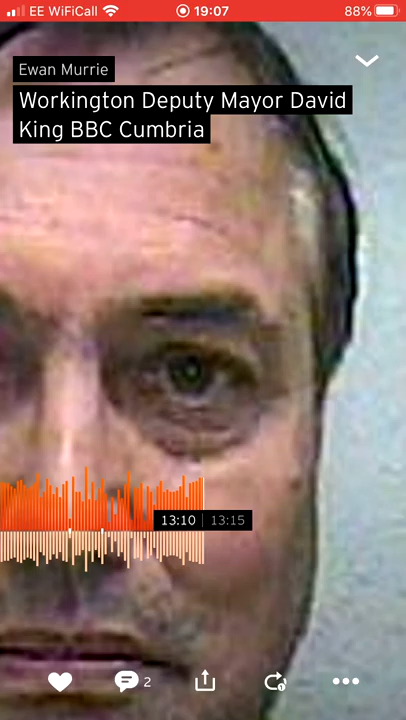 EE WiFiCall 19:07 88%
Ewan Murrie
Workington Deputy Mayor David
King BBC Cumbria
13:10 | 13:15
2
1